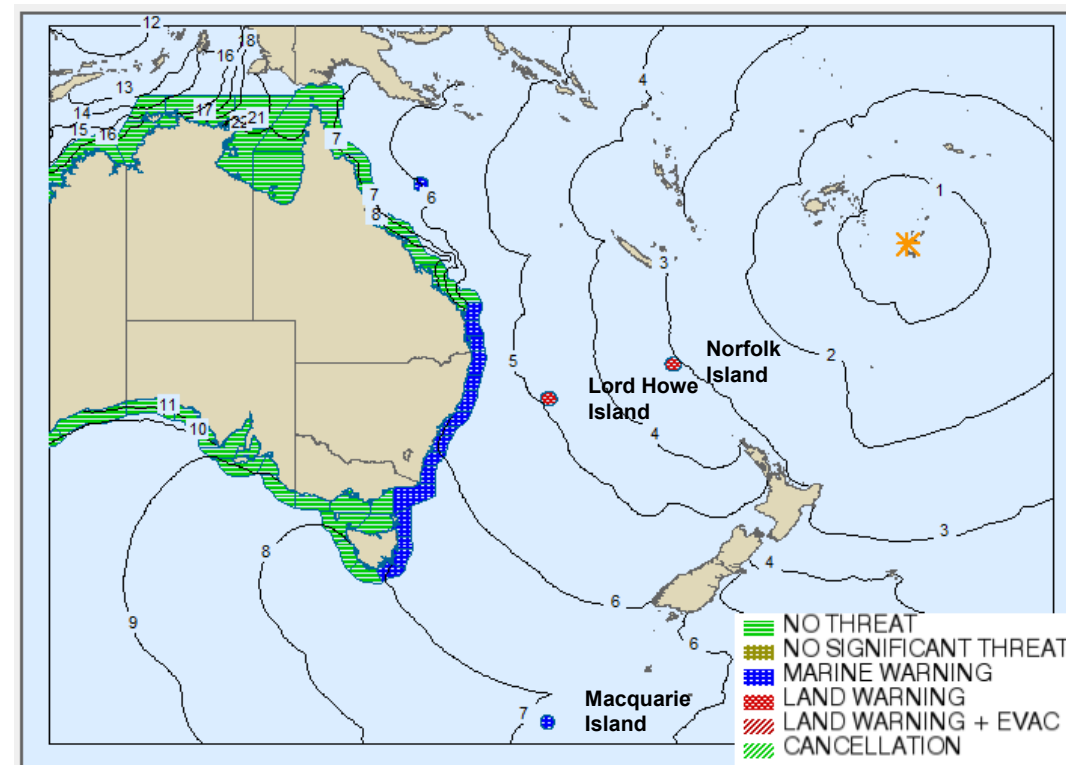 12
18
4
16
13
14
17
21
22
15
16
7
7
1
6
8
3
Norfolk
Island
2
5
Lord Howe
Island
11
10
4
3
8
4
6
9
6
NO THREAT
NO SIGNIFICANT THREAT
MARINE WARNING
Macquarie
Island
7
LAND WARNING
LAND WARNING + EVAC
CANCELLATION